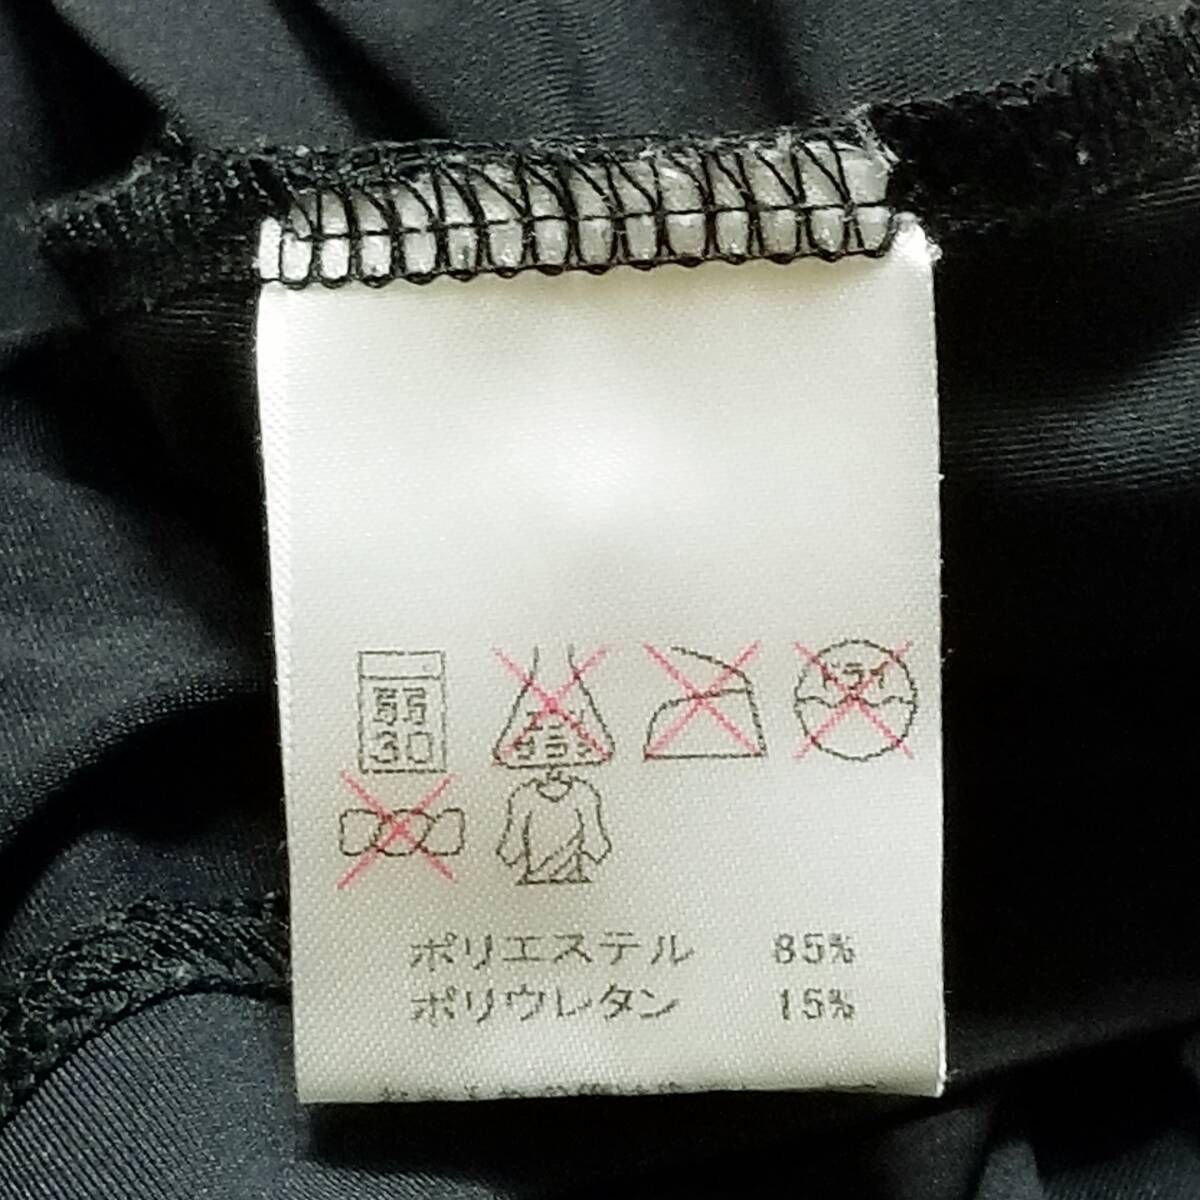 弱
30
エンソ
サラシ
ドライ
ポリエステル 85%
ポリウレタン 15%